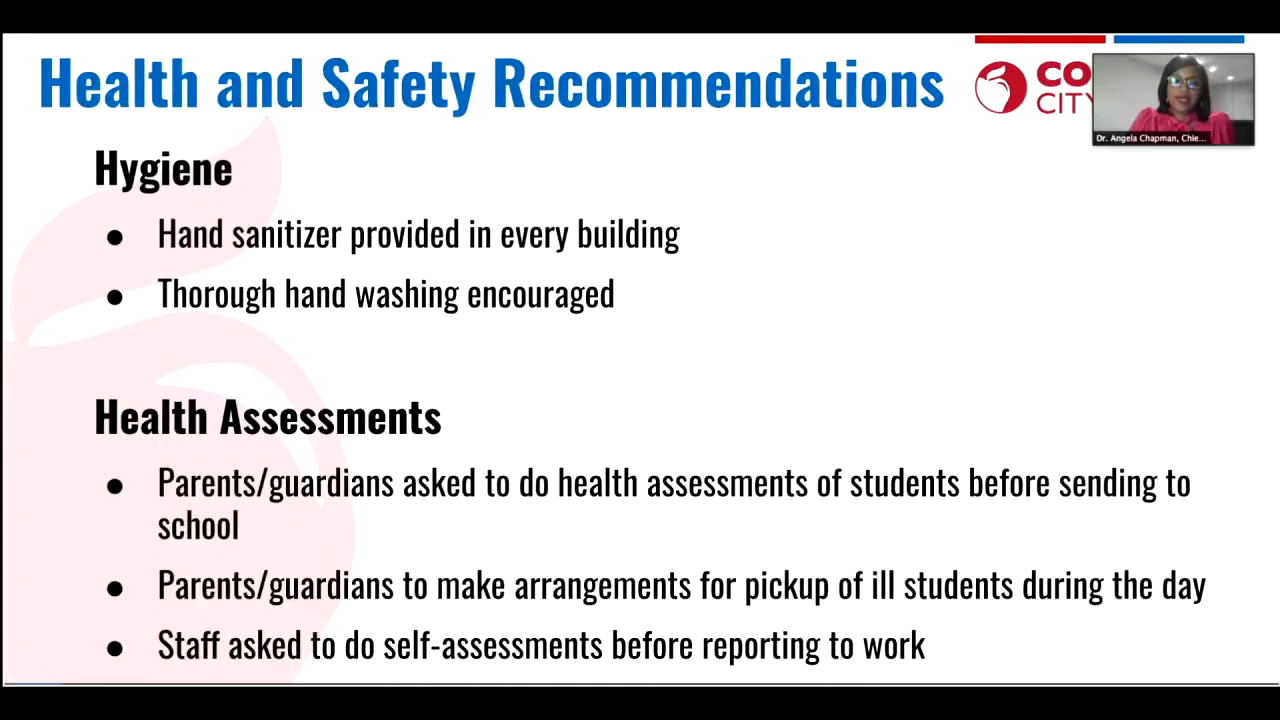 Health and Safety Recommendations
CO
CITY
Dr. Angela Chapman, Chie...
Hygiene
● Hand sanitizer provided in every building
● Thorough hand washing encouraged
Health Assessments
● Parents/guardians asked to do health assessments of students before sending to
school
● Parents/guardians to make arrangements for pickup of ill students during the day
● Staff asked to do self-assessments before reporting to work